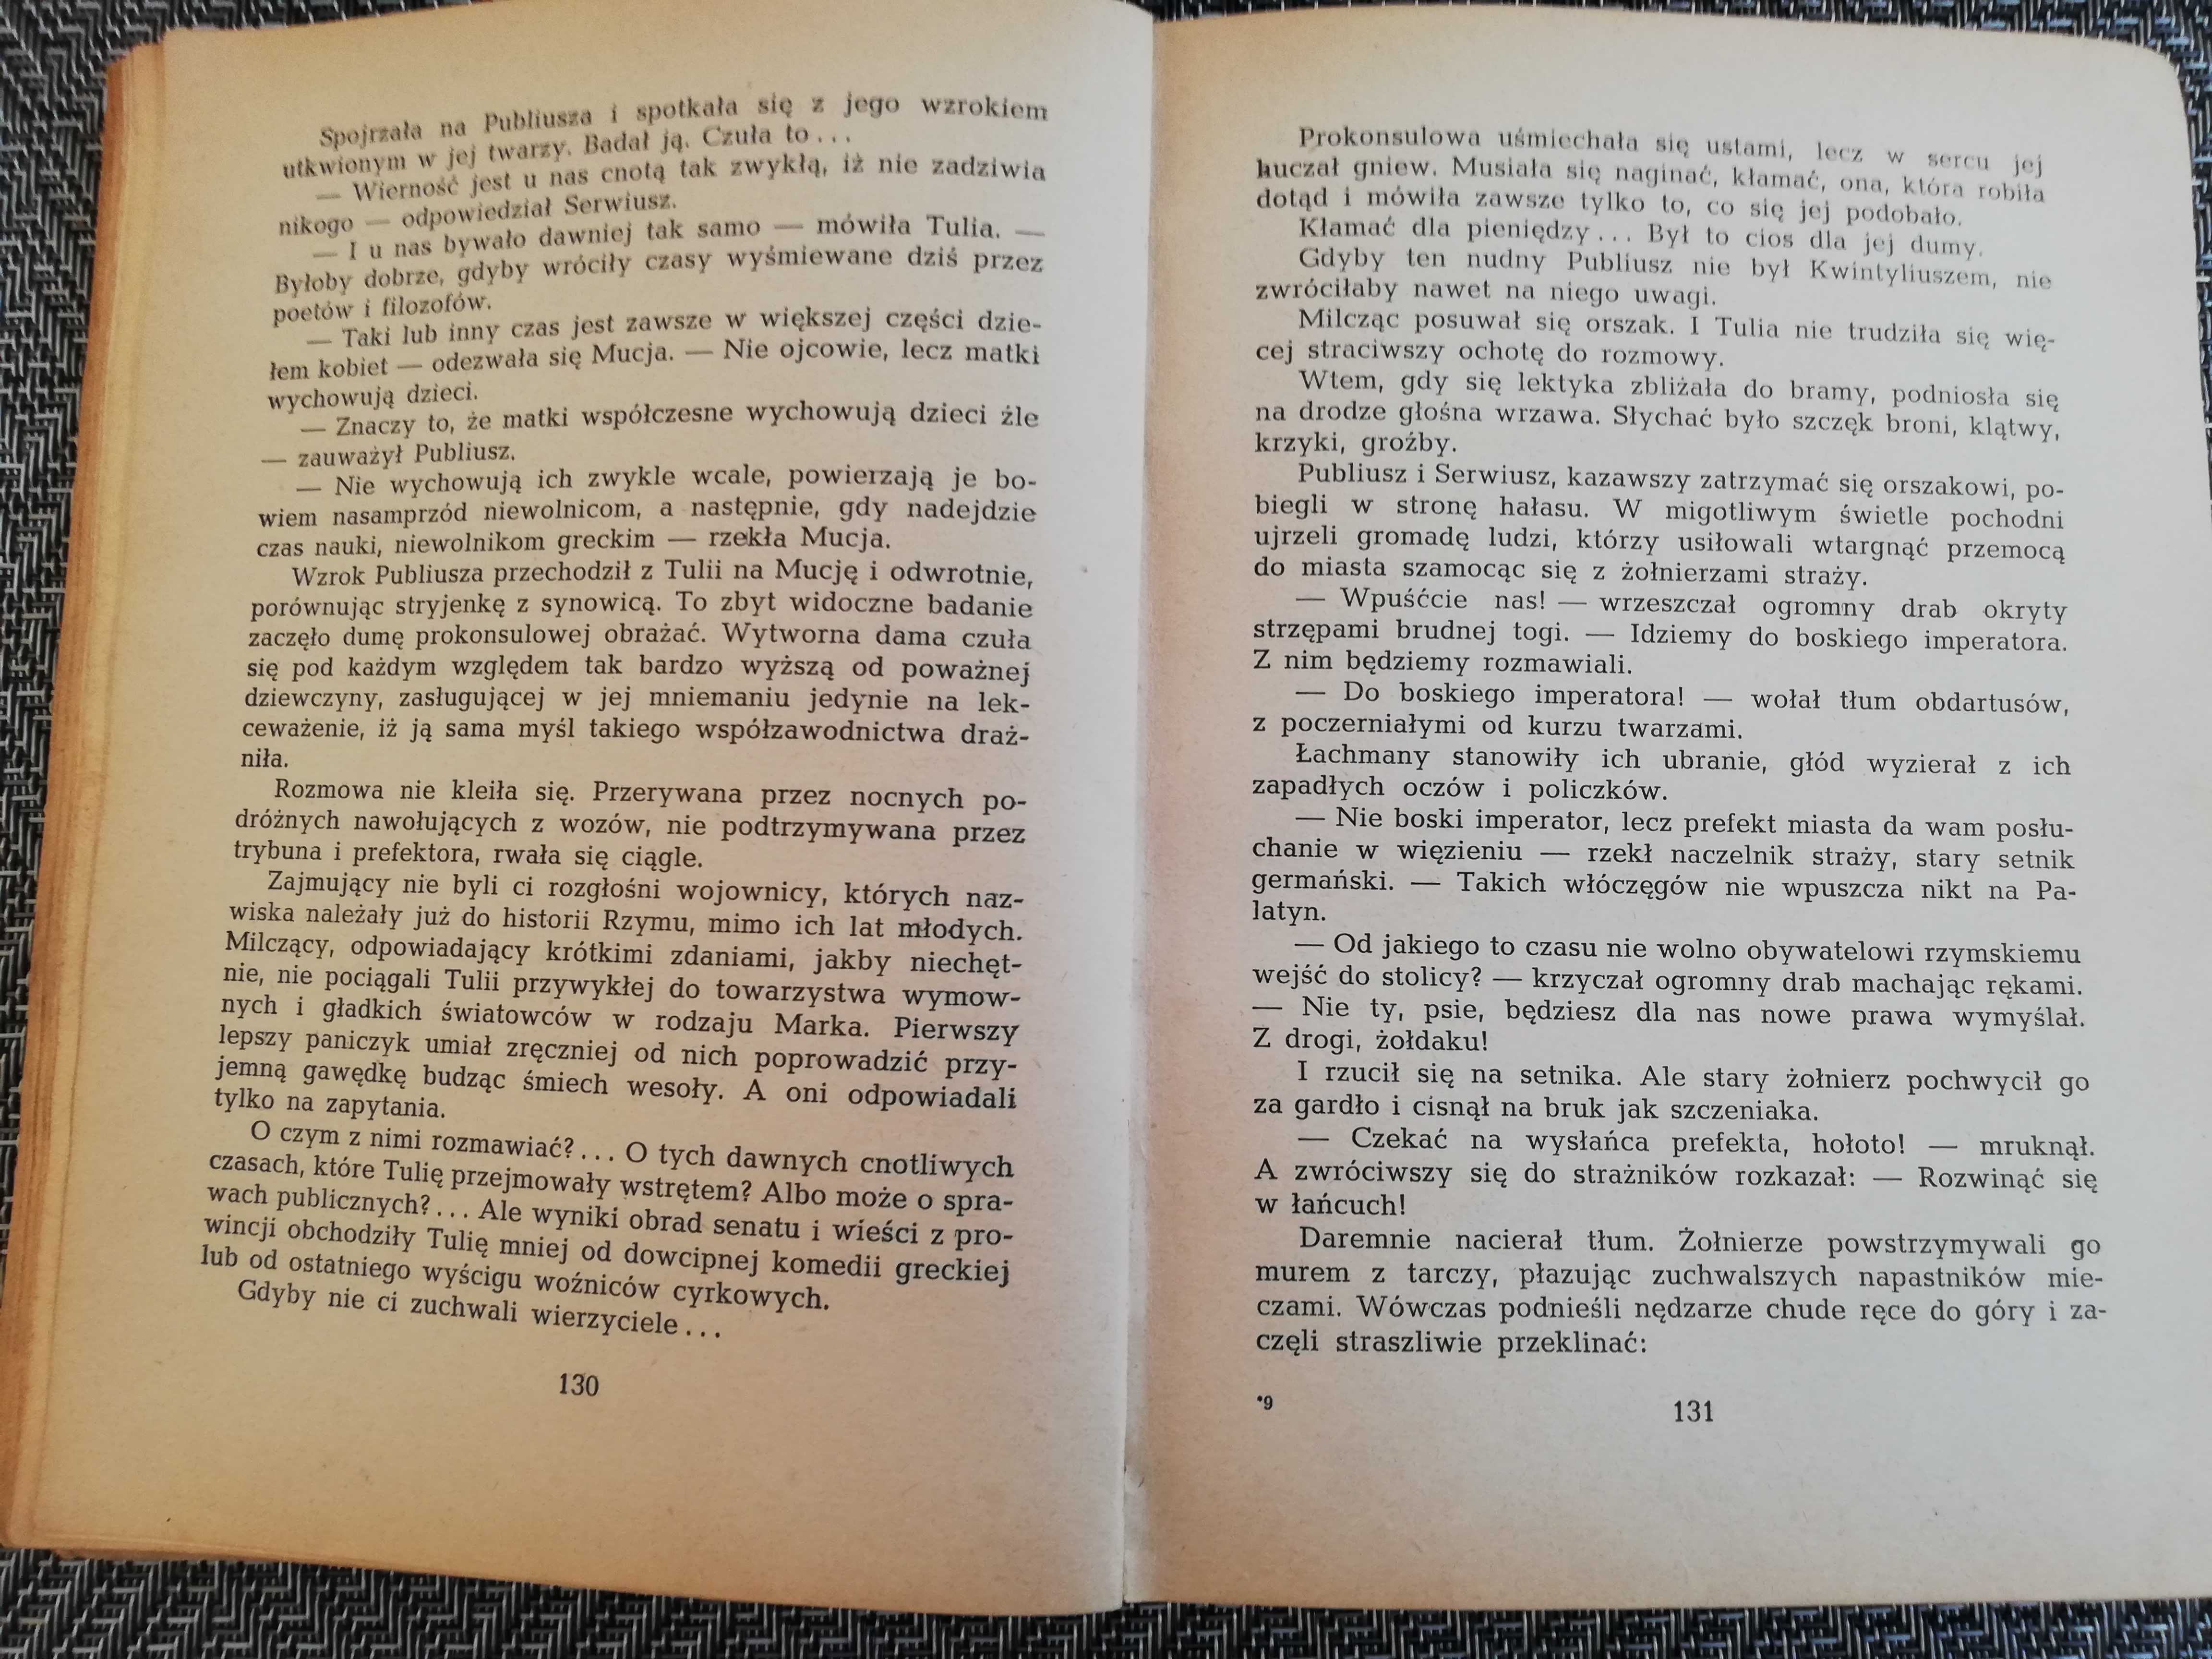 Spojrzała na Publiusza i spotkała się z jego wzrokiem
utkwionym w jej twarzy. Badał ją. Czuła to...
— Wierność jest u nas cnotą tak zwykłą, iż nie zadziwia
nikogo — odpowiedział Serwiusz.
— I u nas bywało dawniej tak samo — mówiła Tulia. —
Byłoby dobrze, gdyby wróciły czasy wyśmiewane dziś przez
poetów i filozofów.
— Taki lub inny czas jest zawsze w większej części dzie-
łem kobiet — odezwała się Mucja. — Nie ojcowie, lecz matki
wychowują dzieci.
— Znaczy to, że matki współczesne wychowują dzieci źle
— zauważył Publiusz.
— Nie wychowują ich zwykle wcale, powierzają je bo-
wiem nasamprzód niewolnicom, a następnie, gdy nadejdzie
czas nauki, niewolnikom greckim — rzekła Mucja.
Wzrok Publiusza przechodził z Tulii na Mucję i odwrotnie,
porównując stryjenkę z synowicą. To zbyt widoczne badanie
zaczęło dumę prokonsulowej obrażać. Wytworna dama czuła
się pod każdym względem tak bardzo wyższą od poważnej
dziewczyny, zasługującej w jej mniemaniu jedynie na lek-
ceważenie, iż ją sama myśl takiego współzawodnictwa draż-
niła.
Rozmowa nie kleiła się. Przerywana przez nocnych po-
dróżnych nawołujących z wozów, nie podtrzymywana przez
trybuna i prefektora, rwała się ciągle.
Zajmujący nie byli ci rozgłośni wojownicy, których naz-
wiska należały już do historii Rzymu, mimo ich lat młodych.
Milczący, odpowiadający krótkimi zdaniami, jakby niechęt-
nie, nie pociągali Tulii przywykłej do towarzystwa wymow-
nych i gładkich światowców w rodzaju Marka. Pierwszy
lepszy paniczyk umiał zręczniej od nich poprowadzić przy-
jemną gawędkę budząc śmiech wesoły. A oni odpowiadali
tylko na zapytania.
O czym z nimi rozmawiać?... O tych dawnych cnotliwych
czasach, które Tulię przejmowały wstrętem? Albo może o spra-
wach publicznych?... Ale wyniki obrad senatu i wieści z pro-
wincji obchodziły Tulię mniej od dowcipnej komedii greckiej
lub od ostatniego wyścigu woźniców cyrkowych.
Gdyby nie ci zuchwali wierzyciele...
130
Prokonsulowa uśmiechała się ustami, lecz w sercu jej
huczał gniew. Musiała się naginać, kłamać, ona, która robiła
dotąd i mówiła zawsze tylko to, co się jej podobało.
Kłamać dla pieniędzy... Był to cios dla jej dumy.
Gdyby ten nudny Publiusz nie był Kwintyliuszem, nie
zwróciłaby nawet na niego uwagi.
Milcząc posuwał się orszak. I Tulia nie trudziła się wię-
cej straciwszy ochotę do rozmowy.
Wtem, gdy się lektyka zbliżała do bramy, podniosła się
na drodze głośna wrzawa. Słychać było szczęk broni, klątwy,
krzyki, groźby.
Publiusz i Serwiusz, kazawszy zatrzymać się orszakowi, po-
biegli w stronę hałasu. W migotliwym świetle pochodni
ujrzeli gromadę ludzi, którzy usiłowali wtargnąć przemocą
do miasta szamocąc się z żołnierzami straży.
— Wpuśćcie nas! — wrzeszczał ogromny drab okryty
strzępami brudnej togi. — Idziemy do boskiego imperatora.
Z nim będziemy rozmawiali.
— Do boskiego imperatora! — wołał tłum obdartusów,
z poczerniałymi od kurzu twarzami.
Łachmany stanowiły ich ubranie, głód wyzierał z ich
zapadłych oczów i policzków.
— Nie boski imperator, lecz prefekt miasta da wam posłu-
chanie w więzieniu — rzekł naczelnik straży, stary setnik
germański. — Takich włóczęgów nie wpuszcza nikt na Pa-
latyn.
— Od jakiego to czasu nie wolno obywatelowi rzymskiemu
wejść do stolicy? — krzyczał ogromny drab machając rękami.
— Nie ty, psie, będziesz dla nas nowe prawa wymyślał.
Z drogi, żołdaku!
I rzucił się na setnika. Ale stary żołnierz pochwycił go
za gardło i cisnął na bruk jak szczeniaka.
— Czekać na wysłańca prefekta, hołoto! — mruknął.
A zwróciwszy się do strażników rozkazał: — Rozwinąć się
w łańcuch!
Daremnie nacierał tłum. Żołnierze powstrzymywali go
murem z tarczy, płazując zuchwalszych napastników mie-
czami. Wówczas podnieśli nędzarze chude ręce do góry i za-
częli straszliwie przeklinać:
*9
131